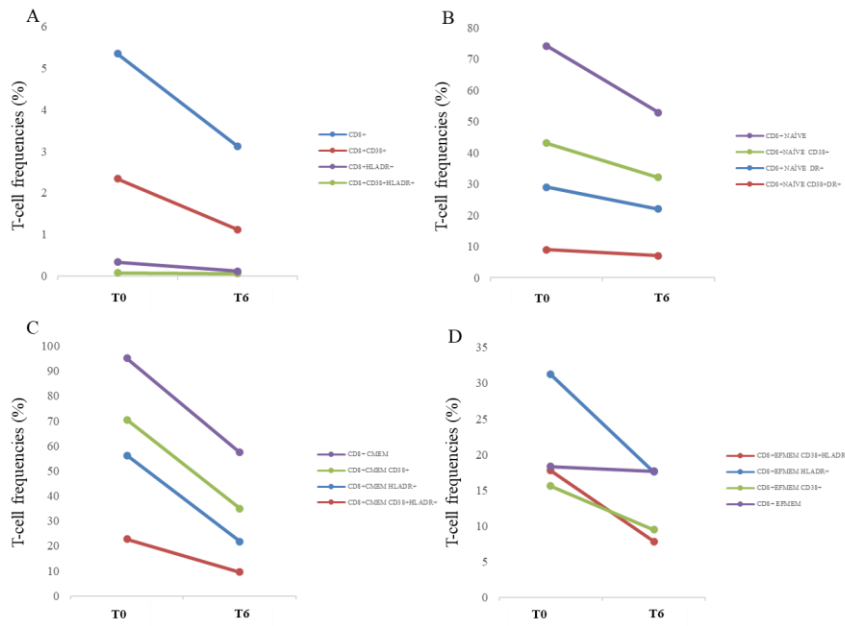 A
T-cell frequencies (%)
6
5
4
3
2
1
0
T0
T6
CD8+
CD8+CD38+
CD8+HLADR+
CD8+CD38+HLADR+
B
T-cell frequencies (%)
80
70
60
50
40
30
20
10
0
T0
T6
CD8+ NAÏVE
CD8+NAÏVE CD38+
CD8+ NAÏVE DR+
CD8+NAÏVE CD38+DR+
C
T-cell frequencies (%)
100
90
80
70
60
50
40
30
20
10
0
T0
T6
CD8+ CMEM
CD8+CMEM CD38+
CD8+CMEM HLADR+
CD8+CMEM CD38+HLADR+
D
T-cell frequencies (%)
35
30
25
20
15
10
5
0
T0
T6
CD8+EFMEM CD38+HLADR
CD8+EFMEM HLADR+
CD8+EFMEM CD38+
CD8+ EFMEM